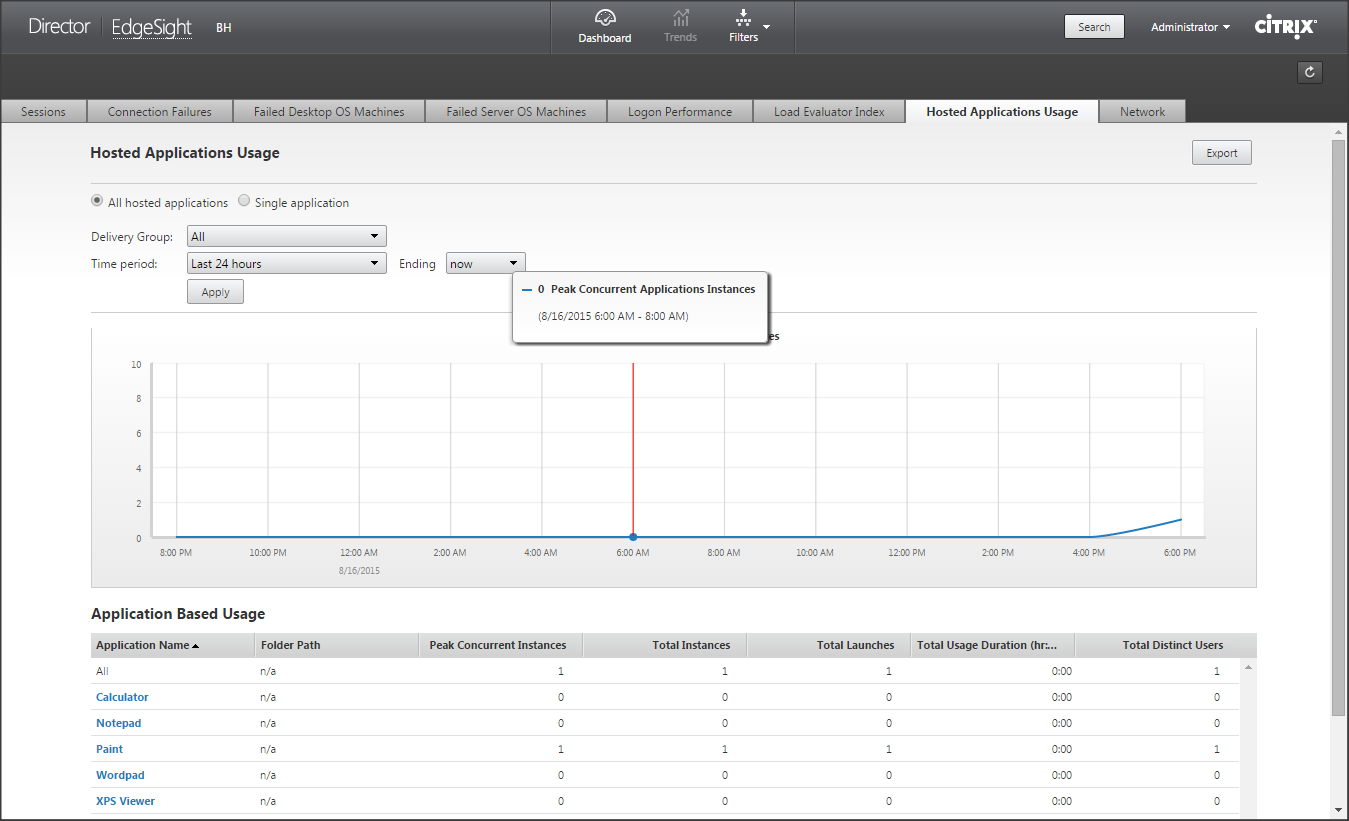 Director EdgeSight BH Dashboard Trends Filters Search Administrator CİTRIX
Sessions Connection Failures Failed Desktop OS Machines Failed Server OS Machines Logon Performance Load Evaluator Index Hosted Applications Usage Network
Hosted Applications Usage Export
All hosted applications Single application
Delivery Group: All
Time period: Last 24 hours Ending now
Apply
0 Peak Concurrent Applications Instances
(8/16/2015 6:00 AM - 8:00 AM)
es
10
8
6
4
2
0
8:00 PM 10:00 PM 12:00 AM 2:00 AM 4:00 AM 6:00 AM 8:00 AM 10:00 AM 12:00 PM 2:00 PM 4:00 PM 6:00 PM
8/16/2015
Application Based Usage
Application Name Folder Path Peak Concurrent Instances Total Instances Total Launches Total Usage Duration (hr:... Total Distinct Users
All n/a 1 1 1 0:00 1
Calculator n/a 0 0 0 0:00 0
Notepad n/a 0 0 0 0:00 0
Paint n/a 1 1 1 0:00 1
Wordpad n/a 0 0 0 0:00 0
XPS Viewer n/a 0 0 0 0:00 0